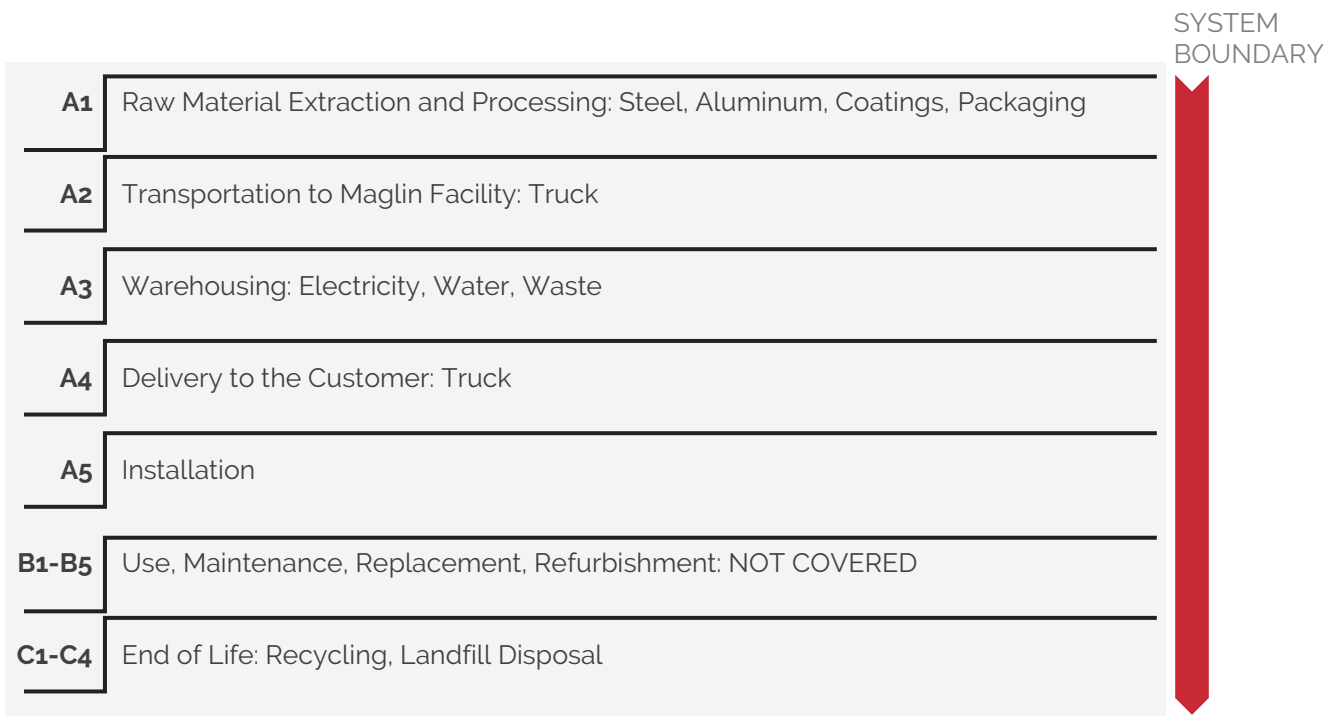 SYSTEM
BOUNDARY
A1 Raw Material Extraction and Processing: Steel, Aluminum, Coatings, Packaging
A2 Transportation to Maglin Facility: Truck
A3 Warehousing: Electricity, Water, Waste
A4 Delivery to the Customer: Truck
A5 Installation
B1-B5 Use, Maintenance, Replacement, Refurbishment: NOT COVERED
C1-C4 End of Life: Recycling, Landfill Disposal